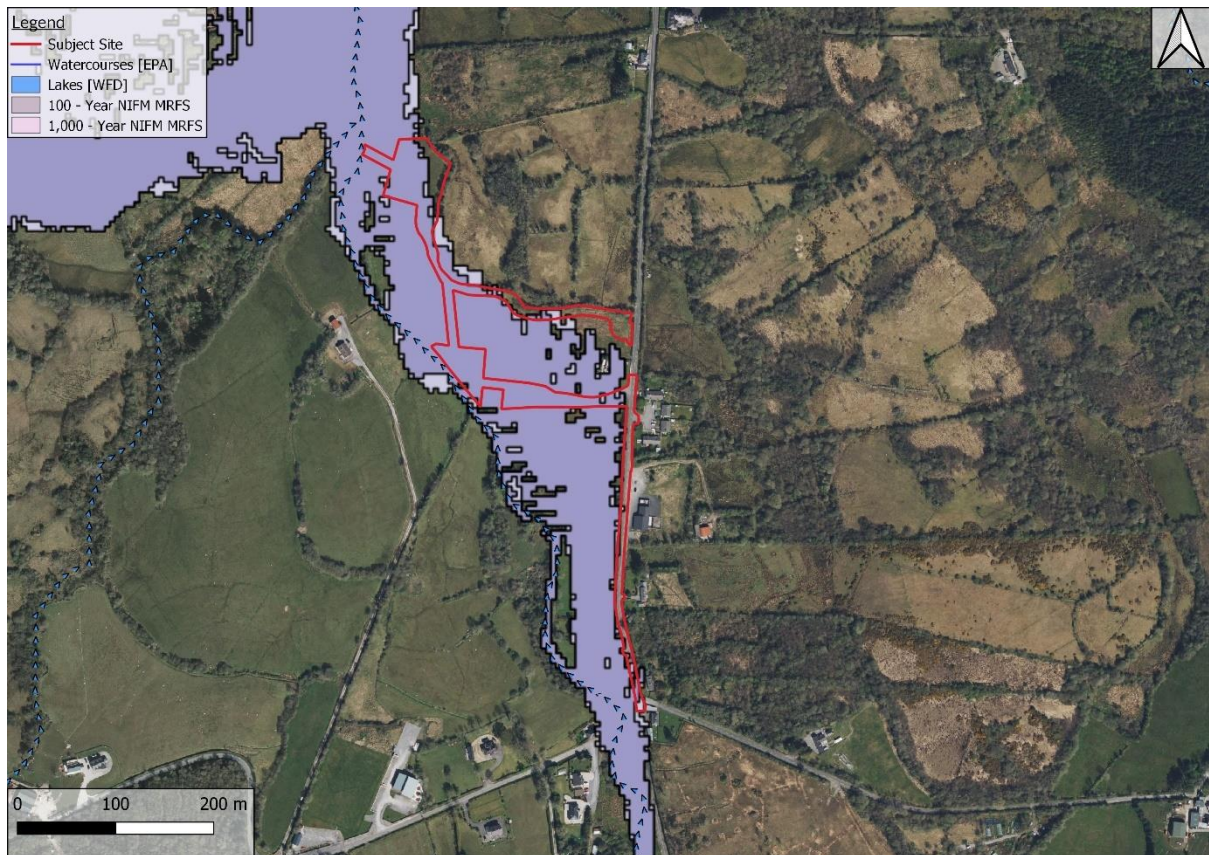 Legend
Subject Site
Watercourses [EPA]
Lakes [WFD]
100 - Year NIFM MRFS
1,000 - Year NIFM MRFS
0 100 200 m